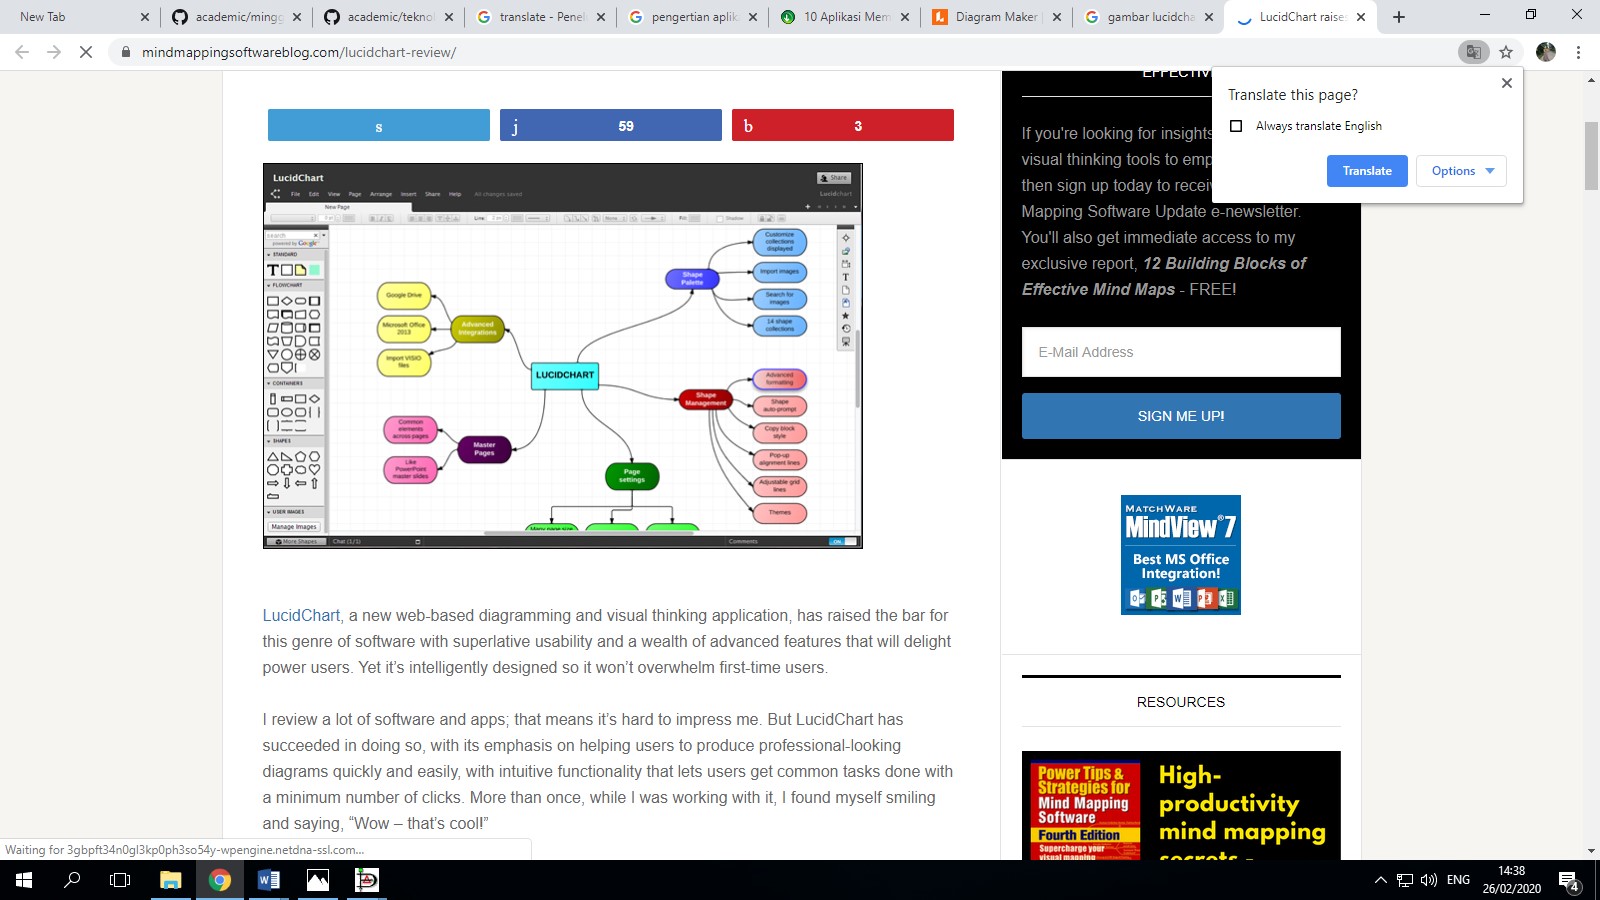 New Tab
academic/mingg
academic/teknol
translate - Penel
pengertian aplik
10 Aplikasi Mem
Diagram Maker |
gambar lucidcha
LucidChart raise
mindmappingsoftwareblog.com/lucidchart-review/
Translate this page?
Always translate English
Translate
Options
s
j 59
b 3
LucidChart
Share
File Edit View Page Arrange Insert Share Help All changes saved
Lucidchart
New Page
Line
Fill
Shadow
search
powered by Google
STANDARD
FLOWCHART
CONTAINERS
SHAPES
USER IMAGES
Manage Images
More Shapes
Chat (1/1)
Comments
ON
Google Drive
Microsoft Office 2013
Import VISIO files
Advanced Integrations
LUCIDCHART
Shape Palette
Customize collections displayed
Import images
Search for images
14 shape collections
Shape Management
Advanced formatting
Shape auto-prompt
Copy block style
Pop-up alignment lines
Adjustable grid lines
Themes
Common elements across pages
Like PowerPoint master slides
Master Pages
Page settings
Many page size
LucidChart, a new web-based diagramming and visual thinking application, has raised the bar for
this genre of software with superlative usability and a wealth of advanced features that will delight
power users. Yet it’s intelligently designed so it won’t overwhelm first-time users.
I review a lot of software and apps; that means it’s hard to impress me. But LucidChart has
succeeded in doing so, with its emphasis on helping users to produce professional-looking
diagrams quickly and easily, with intuitive functionality that lets users get common tasks done with
a minimum number of clicks. More than once, while I was working with it, I found myself smiling
and saying, “Wow – that’s cool!”
EFFECTIV
If you're looking for insights
visual thinking tools to emp
then sign up today to recei
Mapping Software Update e-newsletter.
You'll also get immediate access to my
exclusive report, 12 Building Blocks of
Effective Mind Maps - FREE!
E-Mail Address
SIGN ME UP!
MATCHWARE
MindView®7
Best MS Office
Integration!
RESOURCES
Power Tips &
Strategies for
Mind Mapping
Software
Fourth Edition
Supercharge your
visual mapping
High-
productivity
mind mapping
secrets -
Waiting for 3gbpft34n0gl3kp0ph3so54y-wpengine.netdna-ssl.com...
ENG
14:38
26/02/2020
4